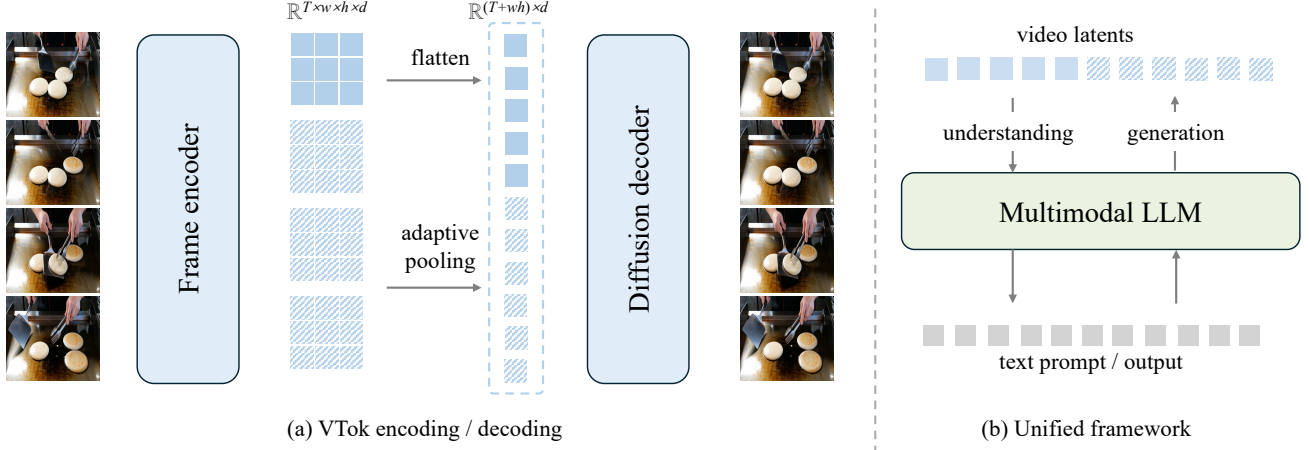 ℝ^{T×w×h×d}
ℝ^{(T+wh)×d}
Frame encoder
flatten
adaptive
pooling
Diffusion decoder
(a) VTok encoding / decoding
video latents
understanding
generation
Multimodal LLM
text prompt / output
(b) Unified framework